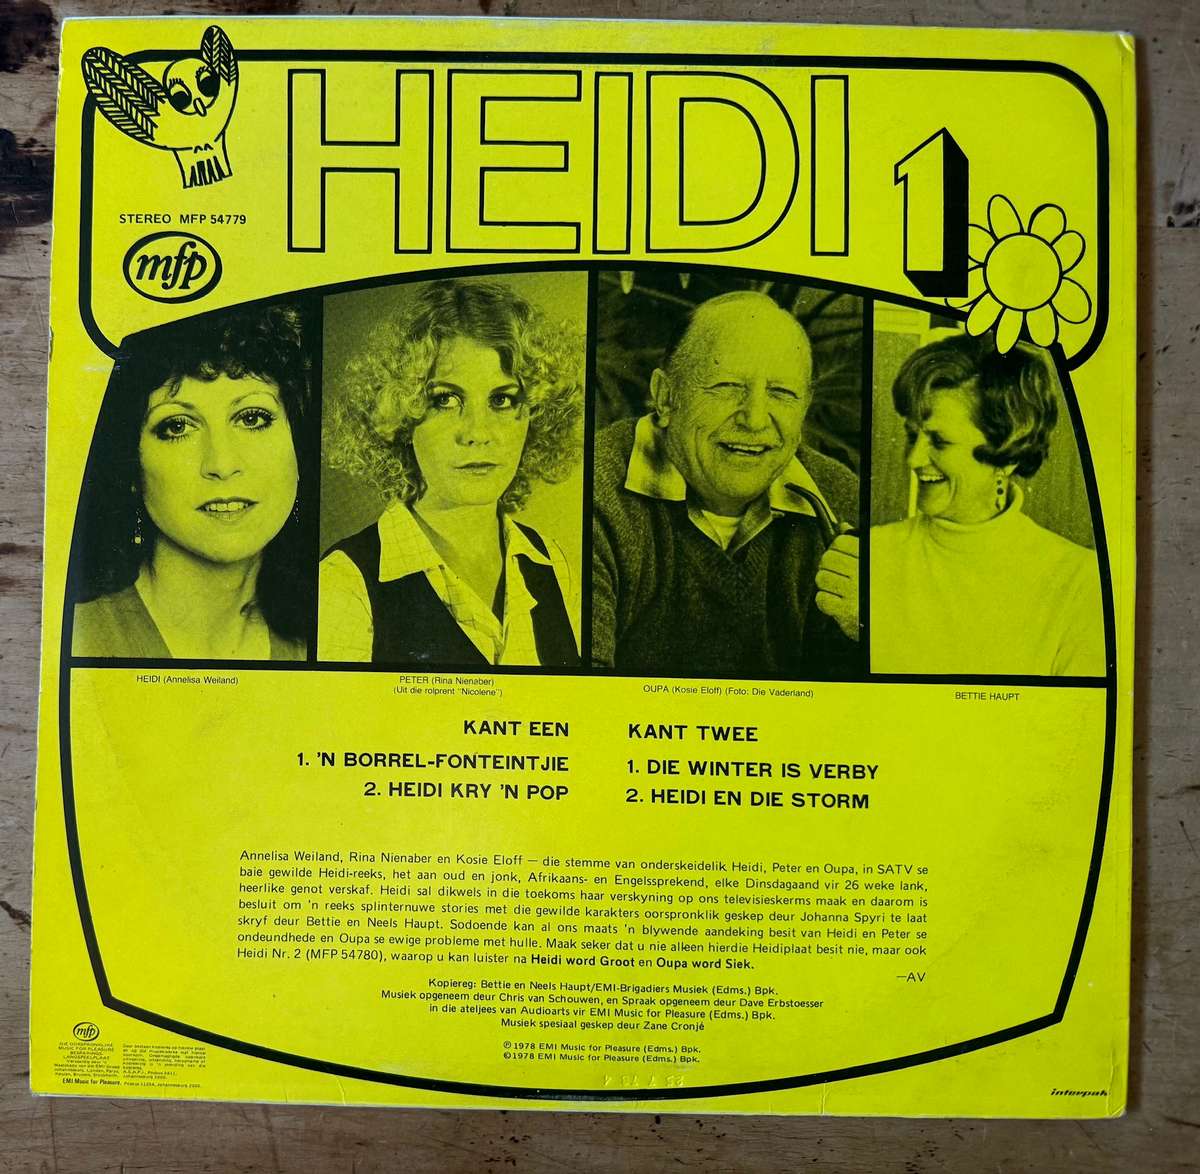 HEIDI 1
STEREO MFP 54779
mfp
HEIDI (Annelisa Weiland)
PETER (Rina Nienaber)
(Uit die rolprent "Nicolene")
OUPA (Kosie Eloff) (Foto: Die Vaderland)
BETTIE HAUPT
KANT EEN
1. 'N BORREL-FONTEINTJIE
2. HEIDI KRY 'N POP
KANT TWEE
1. DIE WINTER IS VERBY
2. HEIDI EN DIE STORM
Annelisa Weiland, Rina Nienaber en Kosie Eloff — die stemme van onderskeidelik Heidi, Peter en Oupa, in SATV se
baie gewilde Heidi-reeks, het aan oud en jonk, Afrikaans- en Engelssprekend, elke Dinsdagaand vir 26 weke lank,
heerlike genot verskaf. Heidi sal dikwels in die toekoms haar verskyning op ons televisieskerms maak en daarom is
besluit om 'n reeks splinternuwe stories met die gewilde karakters oorspronklik geskep deur Johanna Spyri te laat
skryf deur Bettie en Neels Haupt. Sodoende kan al ons maats 'n blywende aandeking besit van Heidi en Peter se
ondeundhede en Oupa se ewige probleme met hulle. Maak seker dat u nie alleen hierdie Heidiplaat besit nie, maar ook
Heidi Nr. 2 (MFP 54780), waarop u kan luister na Heidi word Groot en Oupa word Siek.
—AV
Kopiereg: Bettie en Neels Haupt/EMI-Brigadiers Musiek (Edms.) Bpk.
Musiek opgeneem deur Chris van Schouwen, en Spraak opgeneem deur Dave Erbstoesser
in die ateljees van Audioarts vir EMI Music for Pleasure (Edms.) Bpk.
Musiek spesiaal geskep deur Zane Cronjé
℗1978 EMI Music for Pleasure (Edms.) Bpk.
©1978 EMI Music for Pleasure (Edms.) Bpk.
mfp
DIE OORSPRONKLIKE
MUSIC FOR PLEASURE
LANGSPEELPLAAT
EMI Music for Pleasure.
interpak